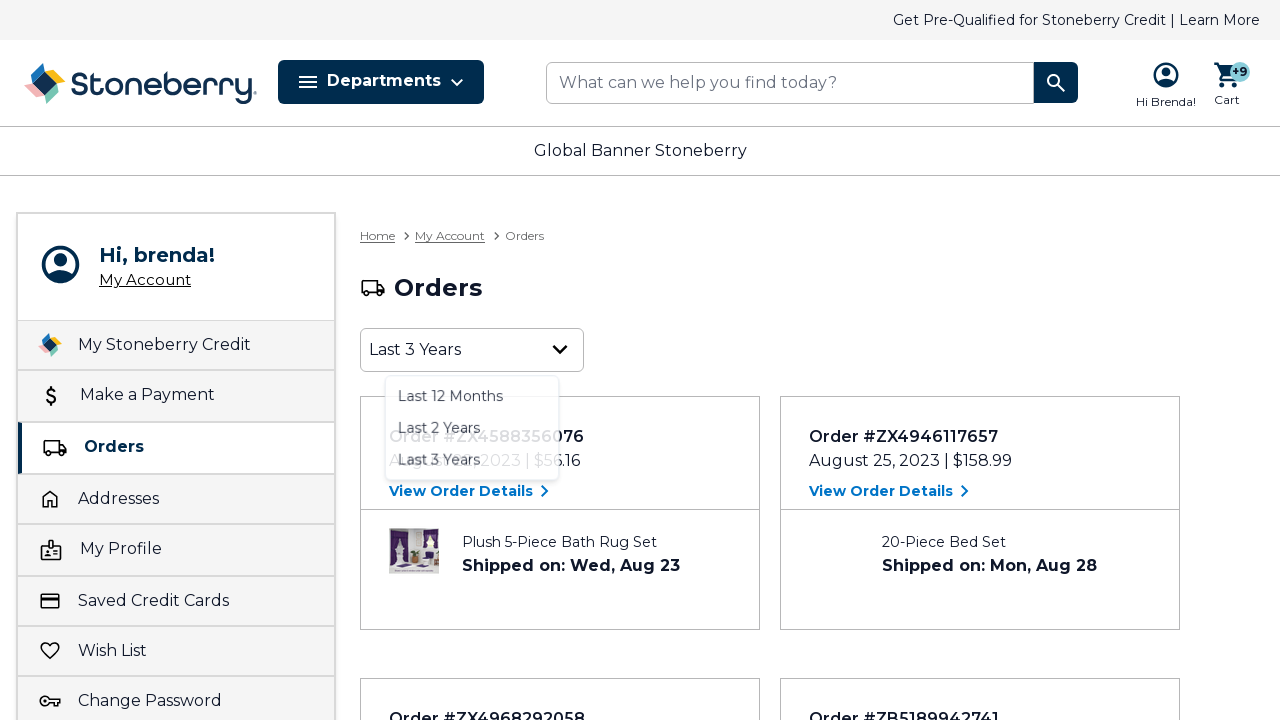 Get Pre-Qualified for Stoneberry Credit | Learn More
Stoneberry
Departments
What can we help you find today?
Hi Brenda!
+9
Cart
Global Banner Stoneberry
Hi, brenda!
My Account
My Stoneberry Credit
Make a Payment
Orders
Addresses
My Profile
Saved Credit Cards
Wish List
Change Password
Home
My Account
Orders
Orders
Last 3 Years
Last 12 Months
Last 2 Years
Last 3 Years
Order #ZX4588356076
2023 | $56.16
View Order Details
Plush 5-Piece Bath Rug Set
Shipped on: Wed, Aug 23
Order #ZX4946117657
August 25, 2023 | $158.99
View Order Details
20-Piece Bed Set
Shipped on: Mon, Aug 28
Order #ZX4968292058
Order #ZB5189942741